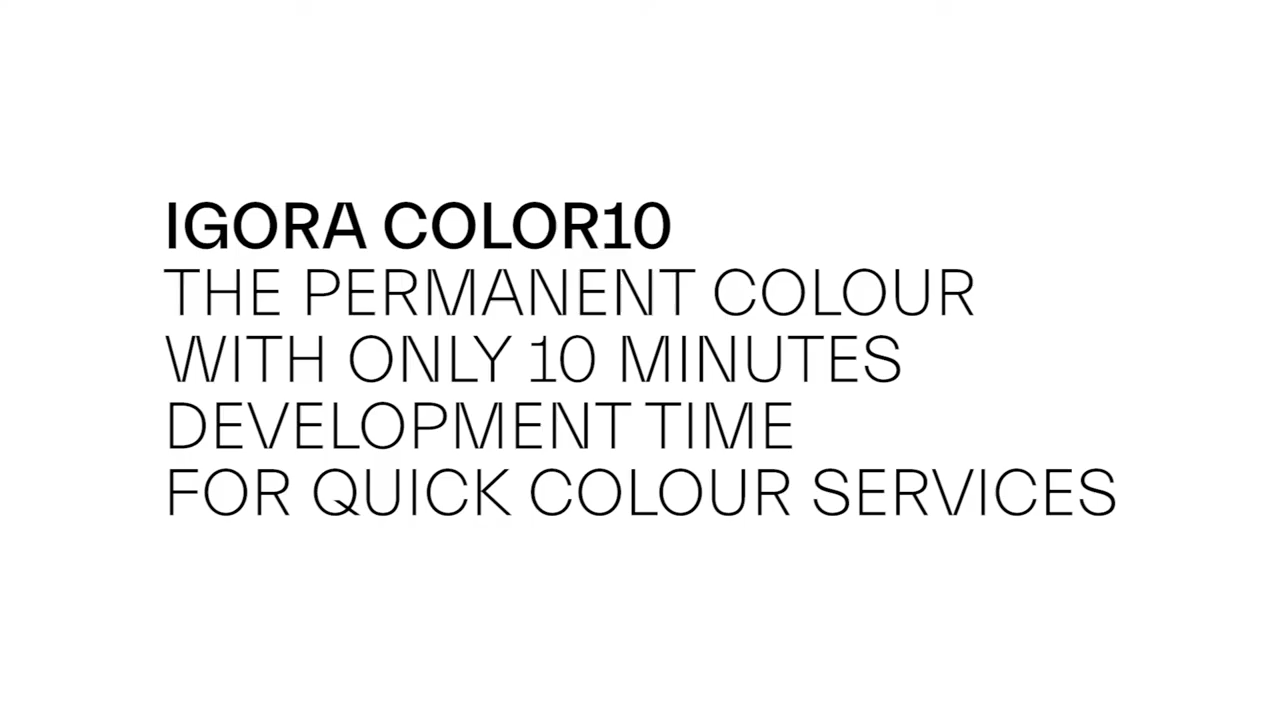 IGORA COLOR10
THE PERMANENT COLOUR
WITH ONLY 10 MINUTES
DEVELOPMENT TIME
FOR QUICK COLOUR SERVICES